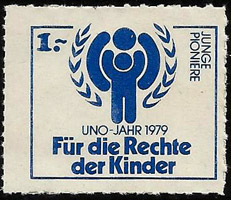 1.-
JUNGE
PIONIERE
UNO-JAHR 1979
Für die Rechte
der Kinder